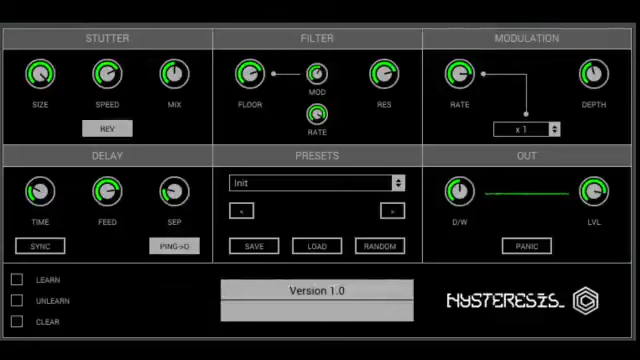 STUTTER
FILTER
MODULATION
SIZE
SPEED
MIX
REV
FLOOR
MOD
RATE
RES
RATE
x 1
DEPTH
DELAY
PRESETS
OUT
TIME
FEED
SEP
SYNC
PING->D
Init
<
>
SAVE
LOAD
RANDOM
D/W
LVL
PANIC
LEARN
UNLEARN
CLEAR
Version 1.0
HYSTERESIS_